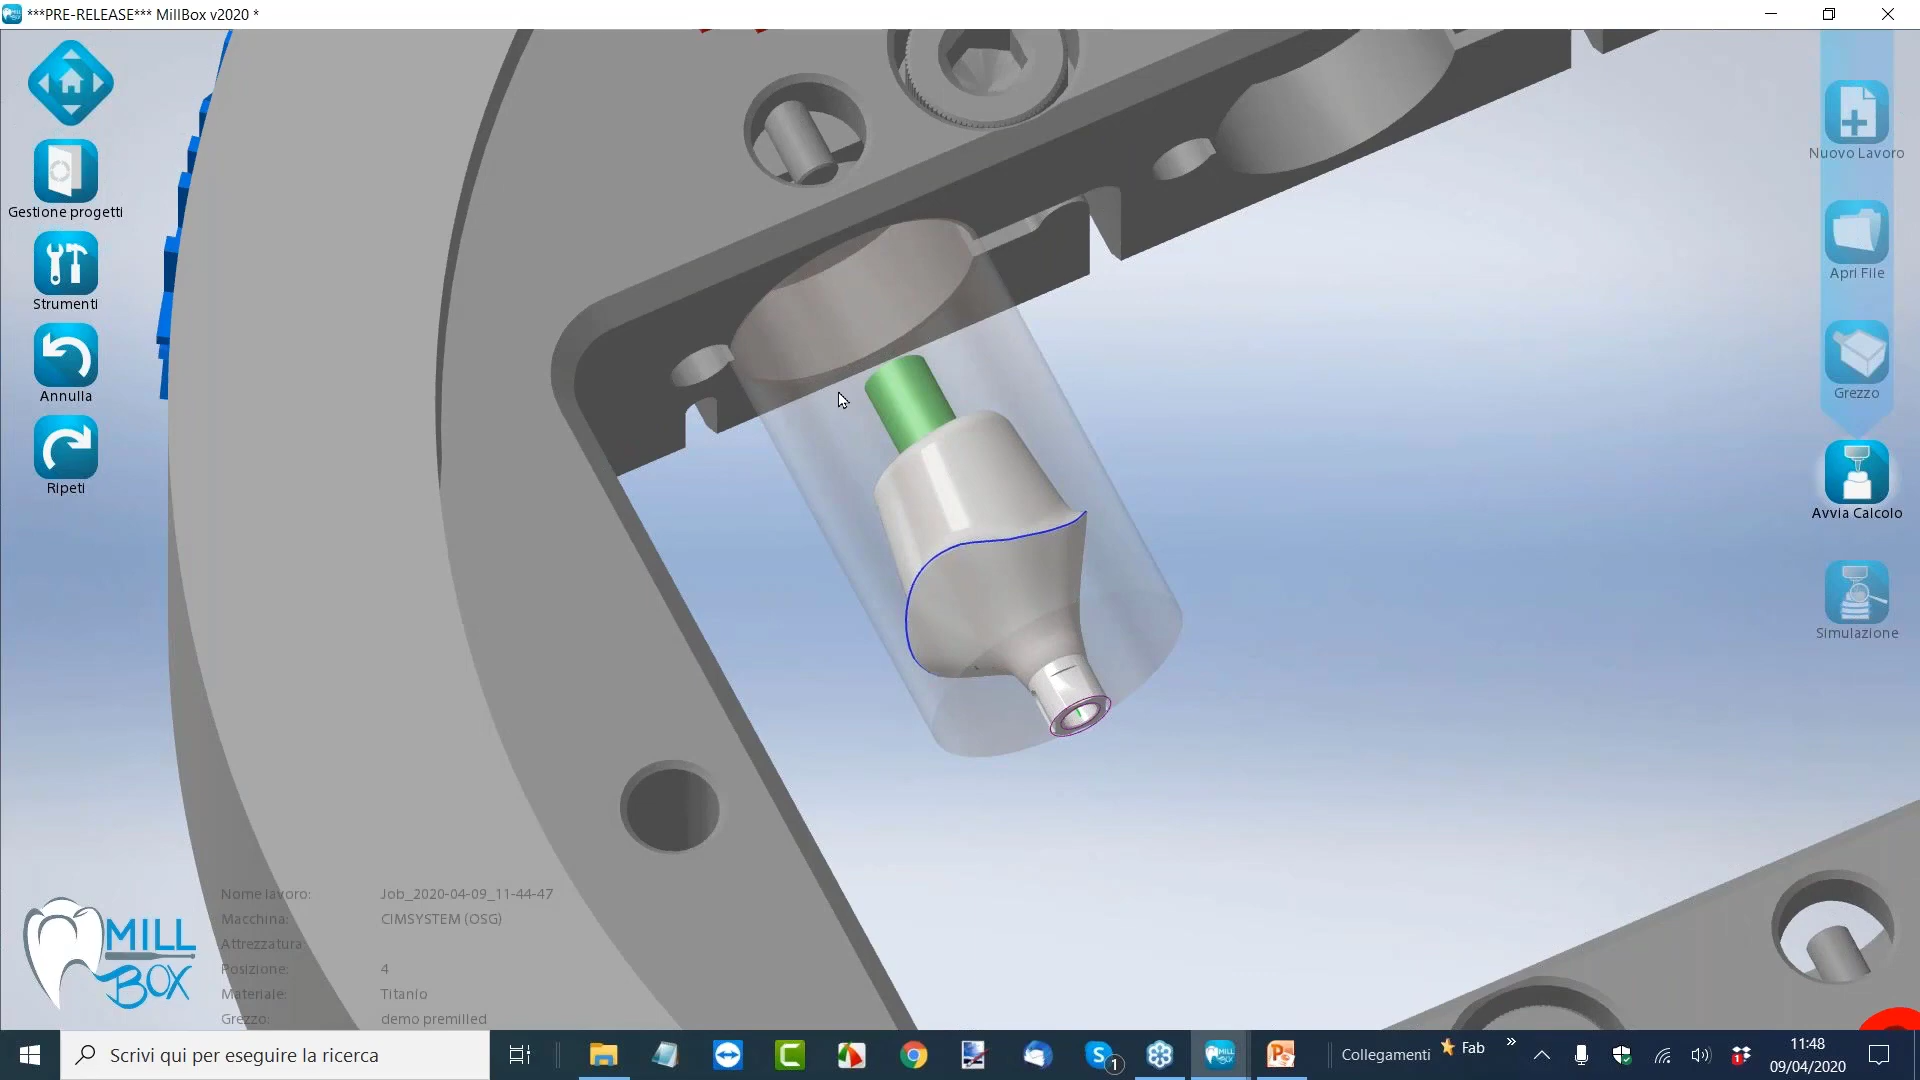 ***PRE-RELEASE*** MillBox v2020 *
Gestione progetti
Strumenti
Annulla
Ripeti
Nuovo Lavoro
Apri File
Grezzo
Avvia Calcolo
Simulazione
MILL
BOX
Nome lavoro: Job_2020-04-09_11-44-47
Macchina: CIMSYSTEM (OSG)
Attrezzatura
Posizione: 4
Materiale: Titanio
Grezzo: demo premilled
Scrivi qui per eseguire la ricerca
S 1
Collegamenti
Fab
»
1
11:48
09/04/2020